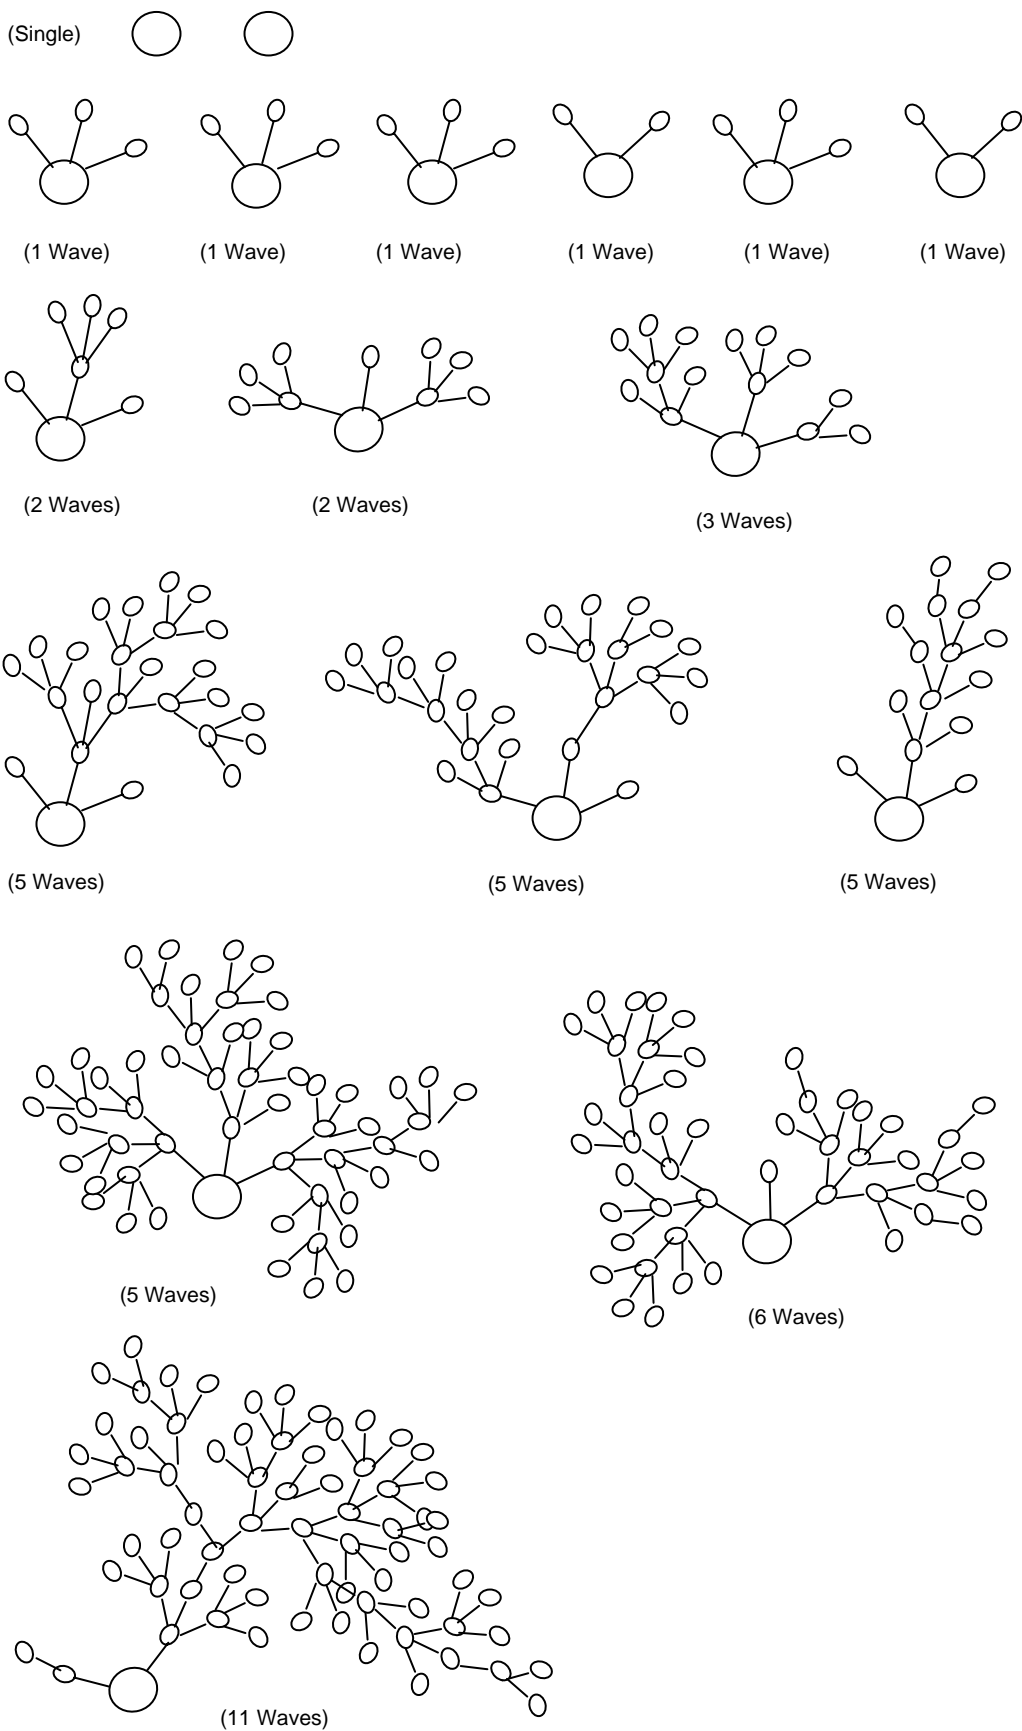 (Single)
(1 Wave) (1 Wave) (1 Wave) (1 Wave) (1 Wave) (1 Wave)
(2 Waves) (2 Waves) (3 Waves)
(5 Waves) (5 Waves) (5 Waves)
(5 Waves) (6 Waves)
(11 Waves)